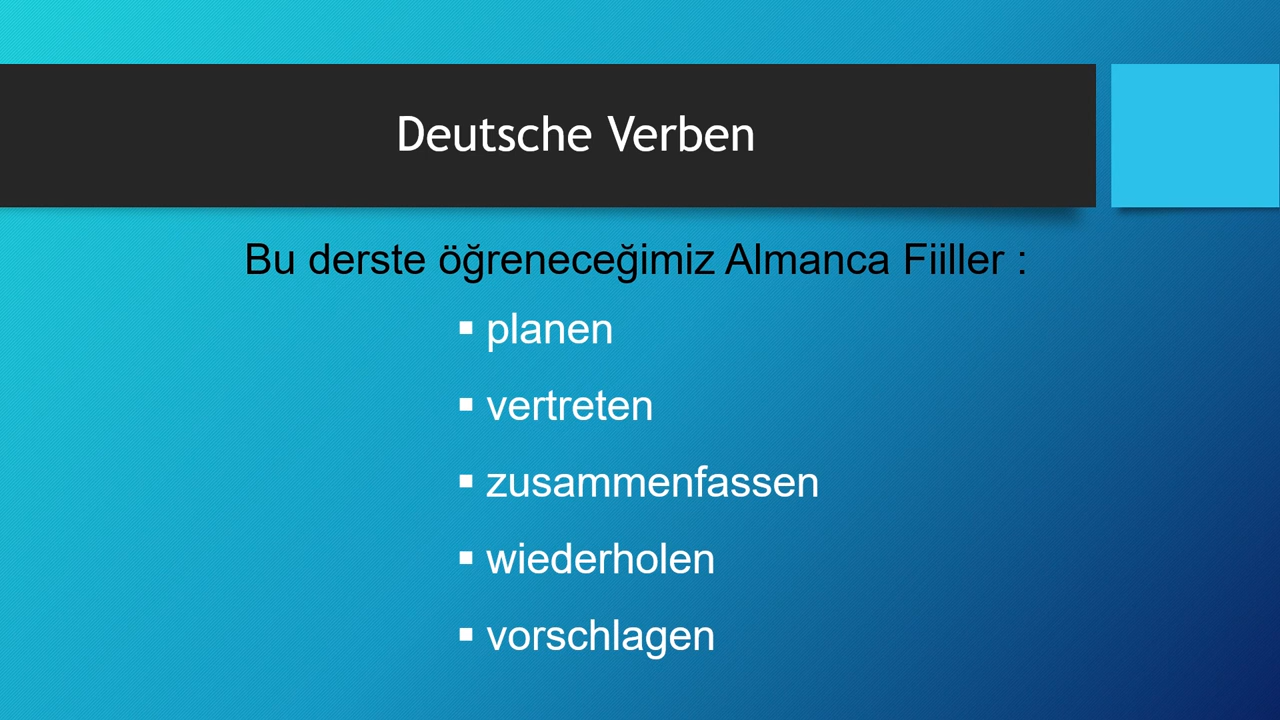 Deutsche Verben
Bu derste öğreneceğimiz Almanca Fiiller :
▪ planen
▪ vertreten
▪ zusammenfassen
▪ wiederholen
▪ vorschlagen